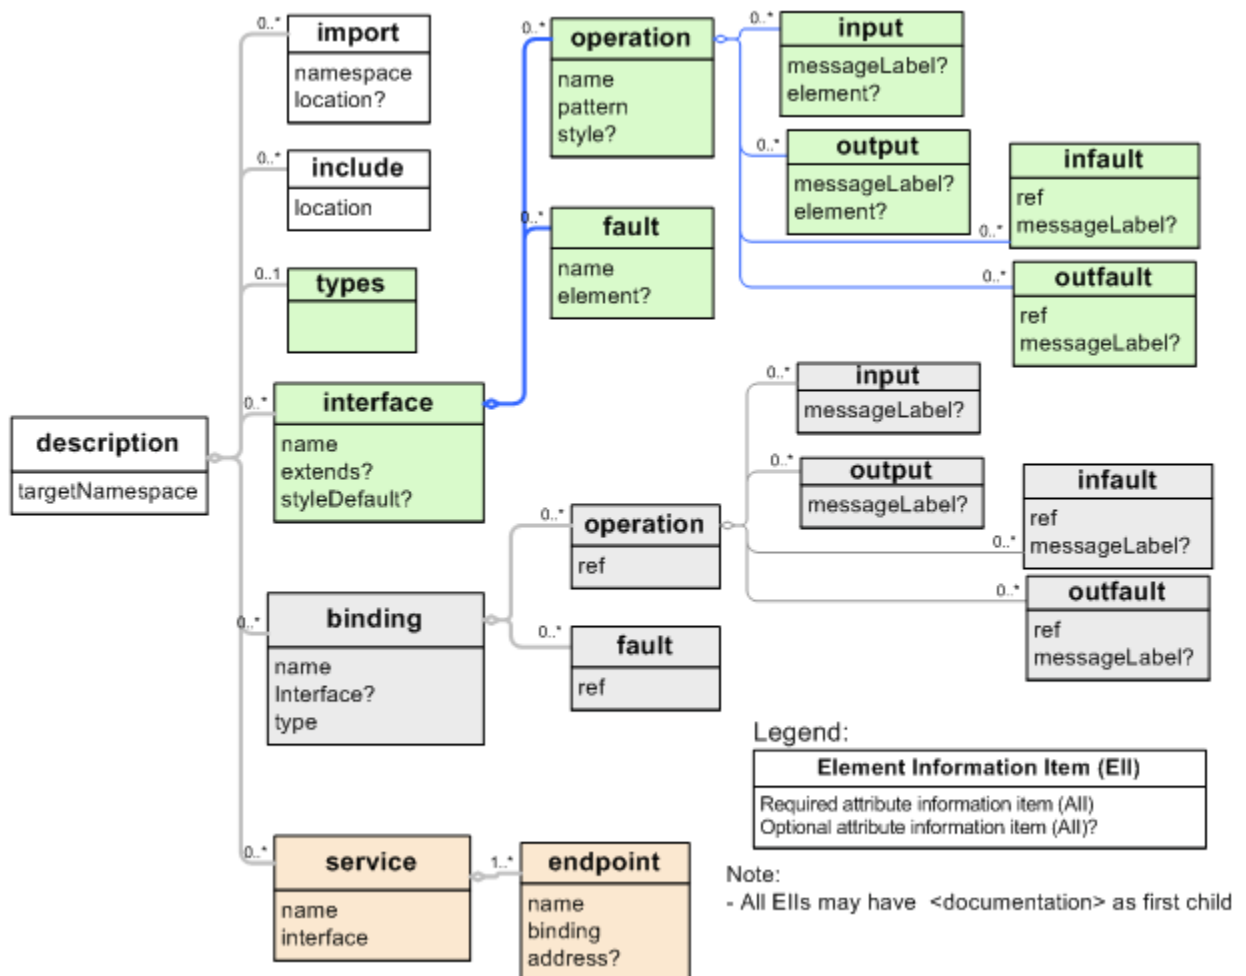 0..*
import
namespace
location?
0..*
include
location
0..1
types
0..*
interface
name
extends?
styleDefault?
description
targetNamespace
0..*
operation
name
pattern
style?
0..*
fault
name
element?
0..*
input
messageLabel?
element?
0..*
output
messageLabel?
element?
0..*
infault
ref
messageLabel?
0..*
outfault
ref
messageLabel?
0..*
binding
name
Interface?
type
0..*
operation
ref
0..*
fault
ref
0..*
input
messageLabel?
0..*
output
messageLabel?
0..*
infault
ref
messageLabel?
0..*
outfault
ref
messageLabel?
0..*
service
name
interface
1..*
endpoint
name
binding
address?
Legend:
Element Information Item (EII)
Required attribute information item (AII)
Optional attribute information item (AII)?
Note:
- All EIIs may have <documentation> as first child